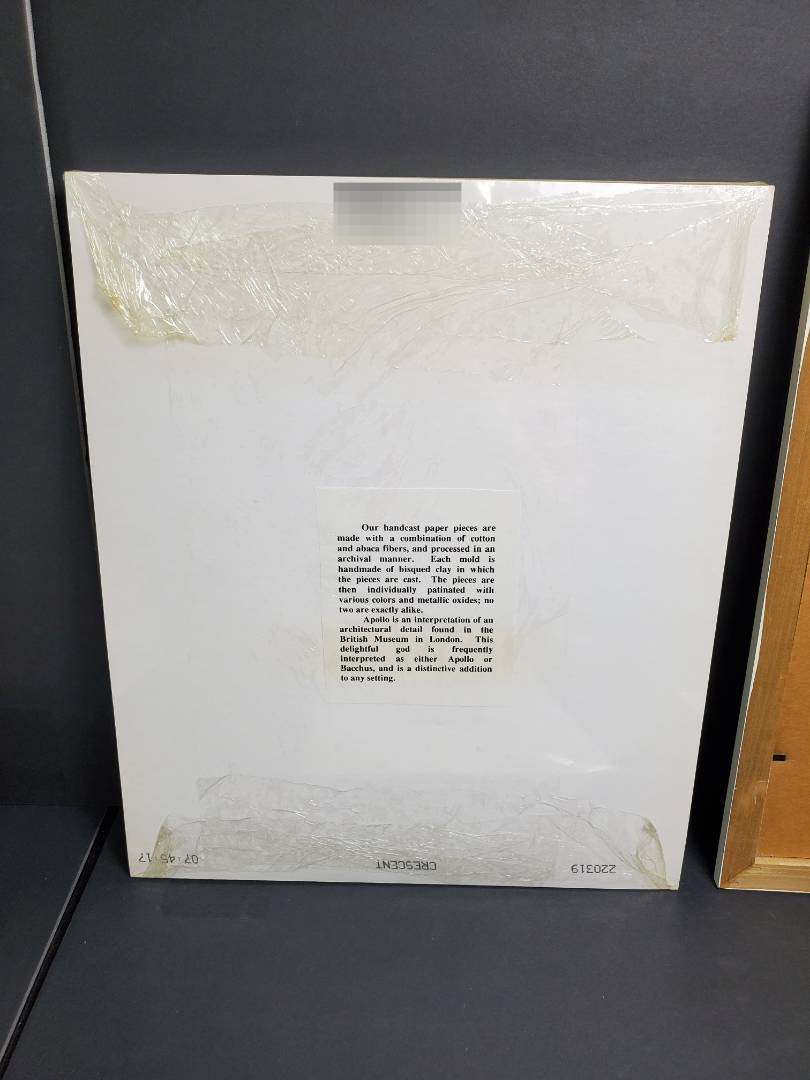 Our handcast paper pieces are
made with a combination of cotton
and abaca fibers, and processed in an
archival manner. Each mold is
handmade of bisqued clay in which
the pieces are cast. The pieces are
then individually patinated with
various colors and metallic oxides; no
two are exactly alike.
Apollo is an interpretation of an
architectural detail found in the
British Museum in London. This
delightful god is frequently
interpreted as either Apollo or
Bacchus, and is a distinctive addition
to any setting.
220319 CRESCENT 07:45:17